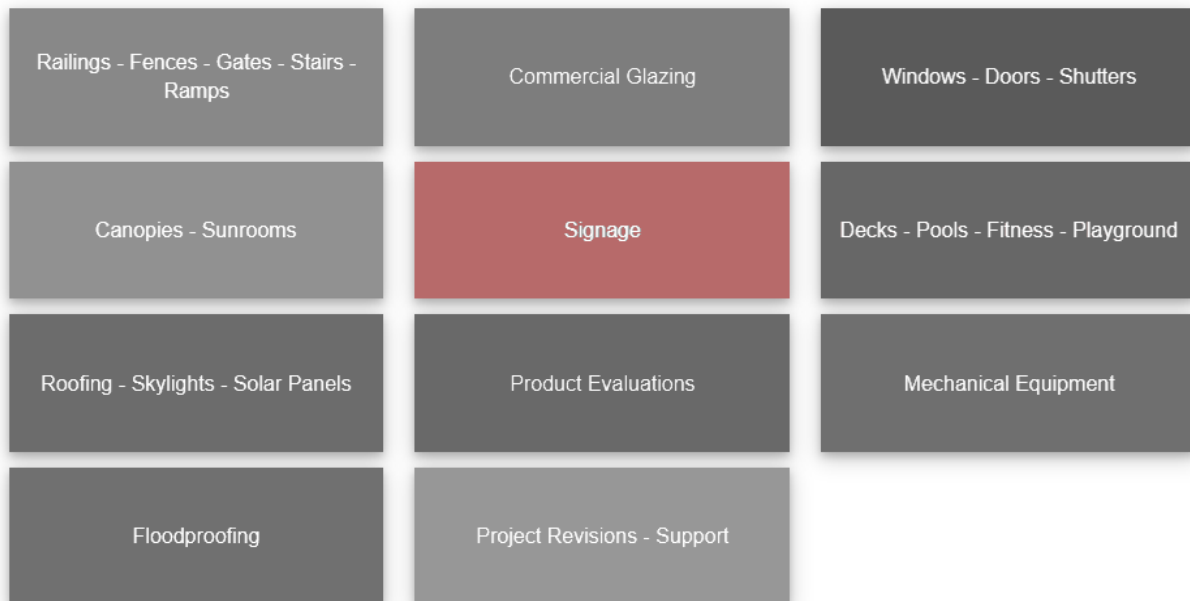 Railings - Fences - Gates - Stairs -
Ramps
Commercial Glazing
Windows - Doors - Shutters
Canopies - Sunrooms
Signage
Decks - Pools - Fitness - Playground
Roofing - Skylights - Solar Panels
Product Evaluations
Mechanical Equipment
Floodproofing
Project Revisions - Support